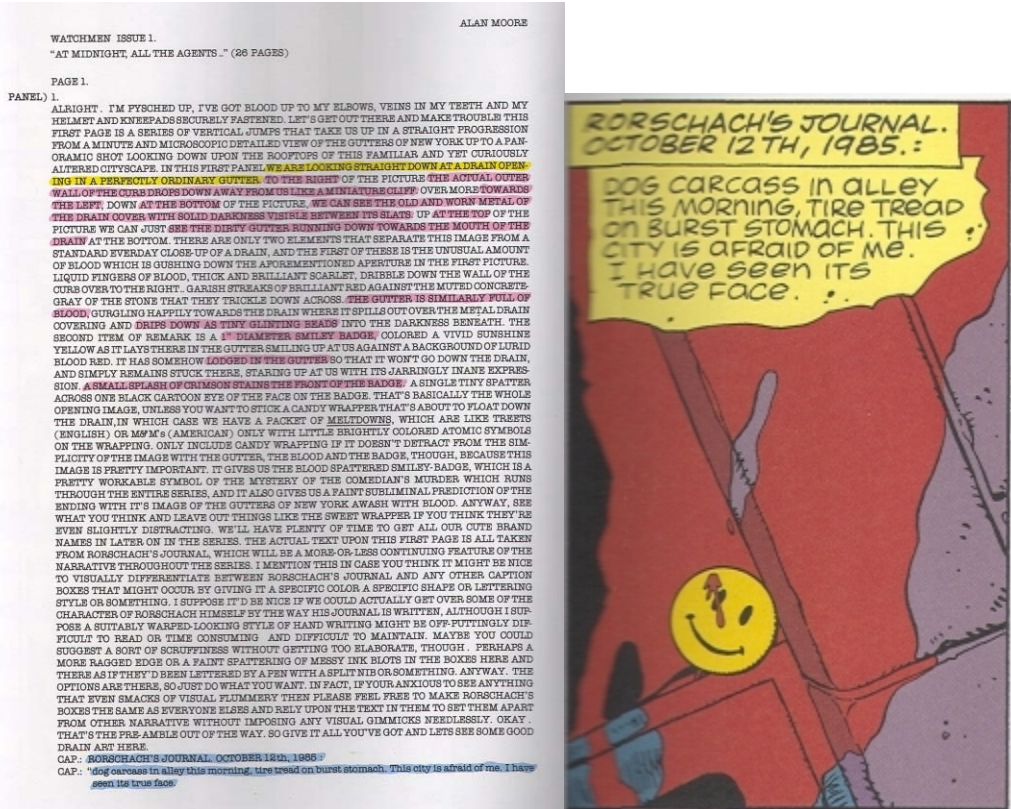 ALAN MOORE
WATCHMEN ISSUE 1.
"AT MIDNIGHT, ALL THE AGENTS..." (26 PAGES)
PAGE 1.
PANEL) 1.
ALRIGHT. I'M PYSCHED UP, I'VE GOT BLOOD UP TO MY ELBOWS, VEINS IN MY TEETH AND MY
HELMET AND KNEEPADS SECURELY FASTENED. LET'S GET OUT THERE AND MAKE TROUBLE! THIS
FIRST PAGE IS A SERIES OF VERTICAL JUMPS THAT TAKE US UP IN A STRAIGHT PROGRESSION
FROM A MINUTE AND MICROSCOPIC DETAILED VIEW OF THE GUTTERS OF NEW YORK UP TO A PAN-
ORAMIC SHOT LOOKING DOWN UPON THE ROOFTOPS OF THIS FAMILIAR AND YET CURIOUSLY
ALTERED CITYSCAPE. IN THIS FIRST PANEL WE ARE LOOKING STRAIGHT DOWN AT A DRAIN OPEN-
ING IN A PERFECTLY ORDINARY GUTTER. TO THE RIGHT OF THE PICTURE THE ACTUAL OUTER
WALL OF THE CURB DROPS DOWN AWAY FROM US LIKE A MINIATURE CLIFF. OVER MORE TOWARDS
THE LEFT, DOWN AT THE BOTTOM OF THE PICTURE, WE CAN SEE THE OLD AND WORN METAL OF
THE DRAIN COVER WITH SOLID DARKNESS VISIBLE BETWEEN ITS SLATS. UP AT THE TOP OF THE
PICTURE WE CAN JUST SEE THE DIRTY GUTTER RUNNING DOWN TOWARDS THE MOUTH OF THE
DRAIN AT THE BOTTOM. THERE ARE ONLY TWO ELEMENTS THAT SEPARATE THIS IMAGE FROM A
STANDARD EVERDAY CLOSE-UP OF A DRAIN, AND THE FIRST OF THESE IS THE UNUSUAL AMOUNT
OF BLOOD WHICH IS GUSHING DOWN THE AFOREMENTIONED APERTURE IN THE FIRST PICTURE.
LIQUID FINGERS OF BLOOD, THICK AND BRILLIANT SCARLET, DRIBBLE DOWN THE WALL OF THE
CURB OVER TO THE RIGHT.. GARISH STREAKS OF BRILLIANT RED AGAINST THE MUTED CONCRETE-
GRAY OF THE STONE THAT THEY TRICKLE DOWN ACROSS. THE GUTTER IS SIMILARLY FULL OF
BLOOD, GURGLING HAPPILY TOWARDS THE DRAIN WHERE IT SPILLS OUT OVER THE METAL DRAIN
COVERING AND DRIPS DOWN AS TINY GLINTING BEADS INTO THE DARKNESS BENEATH. THE
SECOND ITEM OF REMARK IS A 1" DIAMETER SMILEY BADGE, COLORED A VIVID SUNSHINE
YELLOW AS IT LAYS THERE IN THE GUTTER SMILING UP AT US AGAINST A BACKGROUND OF LURID
BLOOD RED. IT HAS SOMEHOW LODGED IN THE GUTTER SO THAT IT WON'T GO DOWN THE DRAIN,
AND SIMPLY REMAINS STUCK THERE, STARING UP AT US WITH ITS JARRINGLY INANE EXPRES-
SION. A SMALL SPLASH OF CRIMSON STAINS THE FRONT OF THE BADGE. A SINGLE TINY SPATTER
ACROSS ONE BLACK CARTOON EYE OF THE FACE ON THE BADGE. THAT'S BASICALLY THE WHOLE
OPENING IMAGE, UNLESS YOU WANT TO STICK A CANDY WRAPPER THAT'S ABOUT TO FLOAT DOWN
THE DRAIN, IN WHICH CASE WE HAVE A PACKET OF MELTDOWNS, WHICH ARE LIKE TREETS
(ENGLISH) OR M&M's (AMERICAN) ONLY WITH LITTLE BRIGHTLY COLORED ATOMIC SYMBOLS
ON THE WRAPPING. ONLY INCLUDE CANDY WRAPPING IF IT DOESN'T DETRACT FROM THE SIM-
PLICITY OF THE IMAGE WITH THE GUTTER, THE BLOOD AND THE BADGE, THOUGH, BECAUSE THIS
IMAGE IS PRETTY IMPORTANT. IT GIVES US THE BLOOD SPATTERED SMILEY-BADGE, WHICH IS A
PRETTY WORKABLE SYMBOL OF THE MYSTERY OF THE COMEDIAN'S MURDER WHICH RUNS
THROUGH THE ENTIRE SERIES, AND IT ALSO GIVES US A FAINT SUBLIMINAL PREDICTION OF THE
ENDING WITH IT'S IMAGE OF THE GUTTERS OF NEW YORK AWASH WITH BLOOD. ANYWAY, SEE
WHAT YOU THINK AND LEAVE OUT THINGS LIKE THE SWEET WRAPPER IF YOU THINK THEY'RE
EVEN SLIGHTLY DISTRACTING. WE'LL HAVE PLENTY OF TIME TO GET ALL OUR CUTE BRAND
NAMES IN LATER ON IN THE SERIES. THE ACTUAL TEXT UPON THIS FIRST PAGE IS ALL TAKEN
FROM RORSCHACH'S JOURNAL, WHICH WILL BE A MORE-OR-LESS CONTINUING FEATURE OF THE
NARRATIVE THROUGHOUT THE SERIES. I MENTION THIS IN CASE YOU THINK IT MIGHT BE NICE
TO VISUALLY DIFFERENTIATE BETWEEN RORSCHACH'S JOURNAL AND ANY OTHER CAPTION
BOXES THAT MIGHT OCCUR BY GIVING IT A SPECIFIC COLOR A SPECIFIC SHAPE OR LETTERING
STYLE OR SOMETHING. I SUPPOSE IT'D BE NICE IF WE COULD ACTUALLY GET OVER SOME OF THE
CHARACTER OF RORSCHACH HIMSELF BY THE WAY HIS JOURNAL IS WRITTEN, ALTHOUGH I SUP-
POSE A SUITABLY WARPED-LOOKING STYLE OF HAND WRITING MIGHT BE OFF-PUTTINGLY DIF-
FICULT TO READ OR TIME CONSUMING AND DIFFICULT TO MAINTAIN. MAYBE YOU COULD
SUGGEST A SORT OF SCRUFFINESS WITHOUT GETTING TOO ELABORATE, THOUGH. PERHAPS A
MORE RAGGED EDGE OR A FAINT SPATTERING OF MESSY INK BLOTS IN THE BOXES HERE AND
THERE AS IF THEY'D BEEN LETTERED BY A PEN WITH A SPLIT NIB OR SOMETHING. ANYWAY. THE
OPTIONS ARE THERE, SO JUST DO WHAT YOU WANT. IN FACT, IF YOUR ANXIOUS TO SEE ANYTHING
THAT EVEN SMACKS OF VISUAL FLUMMERY THEN PLEASE FEEL FREE TO MAKE RORSCHACH'S
BOXES THE SAME AS EVERYONE ELSES AND RELY UPON THE TEXT IN THEM TO SET THEM APART
FROM OTHER NARRATIVE WITHOUT IMPOSING ANY VISUAL GIMMICKS NEEDLESSLY. OKAY.
THAT'S THE PRE-AMBLE OUT OF THE WAY. SO GIVE IT ALL YOU'VE GOT AND LETS SEE SOME GOOD
DRAIN ART HERE.
CAP.: RORSCHACH'S JOURNAL. OCTOBER 12th, 1985 :
CAP.: "dog carcass in alley this morning, tire tread on burst stomach. This city is afraid of me. I have
seen its true face.
RORSCHACH'S JOURNAL.
OCTOBER 12TH, 1985.:
DOG CARCASS IN ALLEY
THIS MORNING, TIRE TREAD
ON BURST STOMACH. THIS
CITY IS AFRAID OF ME.
I HAVE SEEN ITS
TRUE FACE.